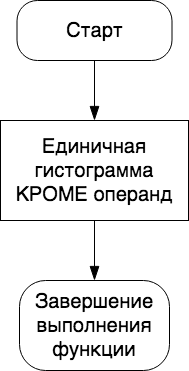 Старт
Единичная
гистограмма
КРОМЕ операнд
Завершение
выполнения
функции